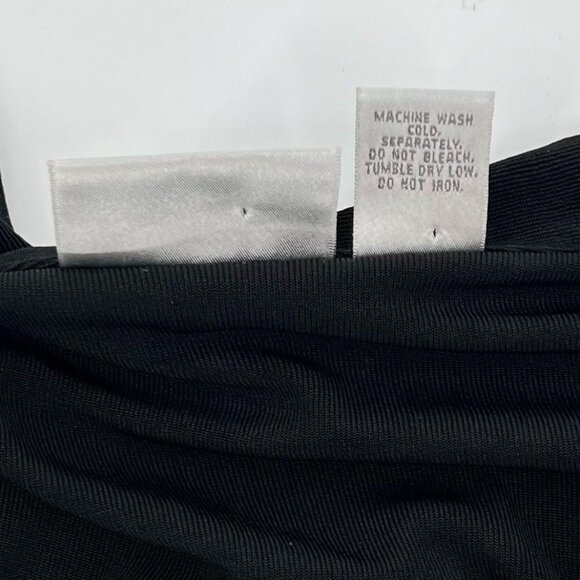 MACHINE WASH
COLD,
SEPARATELY.
DO NOT BLEACH.
TUMBLE DRY LOW.
DO NOT IRON.